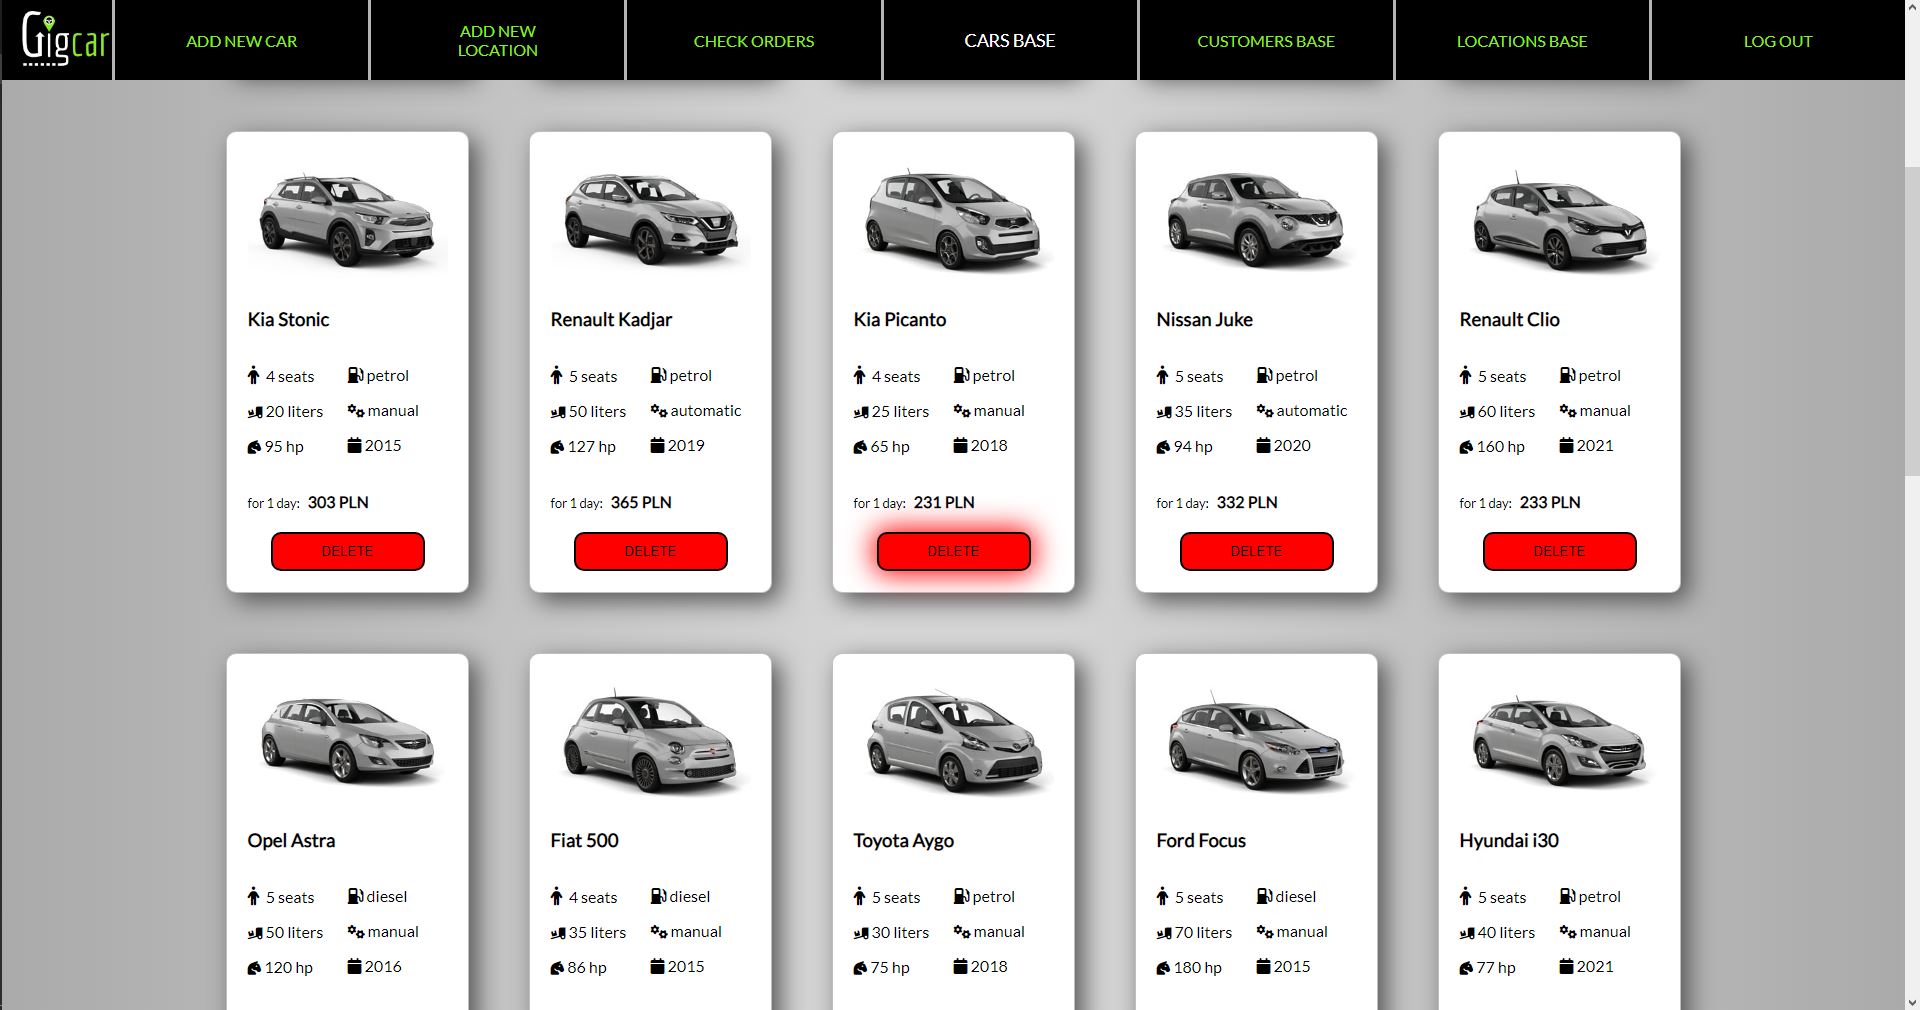 Gigcar
ADD NEW CAR
ADD NEW
LOCATION
CHECK ORDERS
CARS BASE
CUSTOMERS BASE
LOCATIONS BASE
LOG OUT
Kia Stonic
4 seats petrol
20 liters manual
95 hp 2015
for 1 day: 303 PLN
DELETE
Renault Kadjar
5 seats petrol
50 liters automatic
127 hp 2019
for 1 day: 365 PLN
DELETE
Kia Picanto
4 seats petrol
25 liters manual
65 hp 2018
for 1 day: 231 PLN
DELETE
Nissan Juke
5 seats petrol
35 liters automatic
94 hp 2020
for 1 day: 332 PLN
DELETE
Renault Clio
5 seats petrol
60 liters manual
160 hp 2021
for 1 day: 233 PLN
DELETE
Opel Astra
5 seats diesel
50 liters manual
120 hp 2016
Fiat 500
4 seats diesel
35 liters manual
86 hp 2015
Toyota Aygo
5 seats petrol
30 liters manual
75 hp 2018
Ford Focus
5 seats diesel
70 liters manual
180 hp 2015
Hyundai i30
5 seats petrol
40 liters manual
77 hp 2021